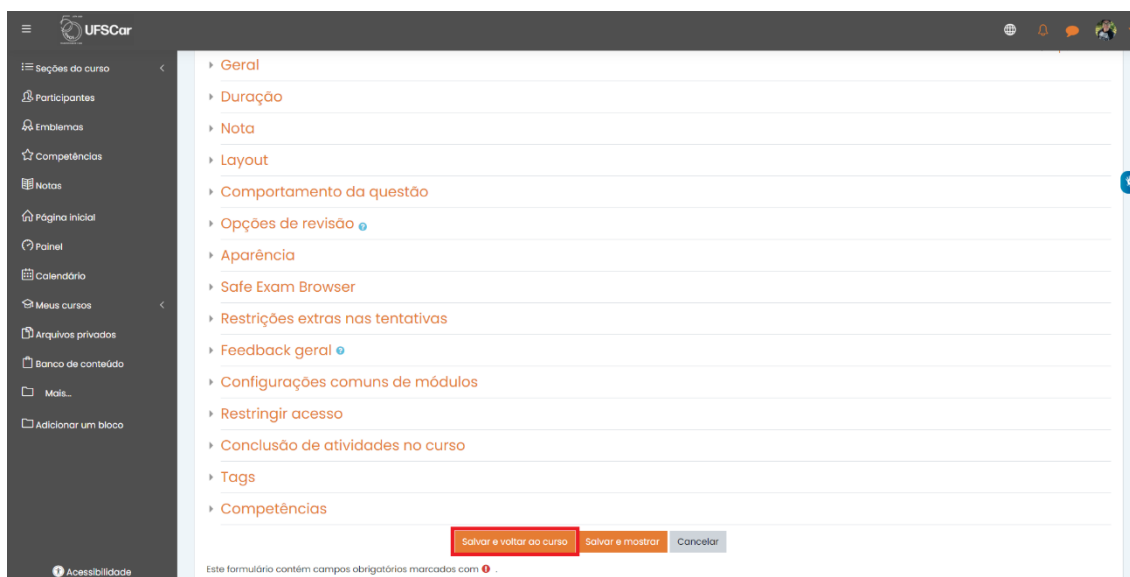 UFSCar
Seções do curso
Participantes
Emblemas
Competências
Notas
Página inicial
Painel
Calendário
Meus cursos
Arquivos privados
Banco de conteúdo
Mais...
Adicionar um bloco
Acessibilidade
Geral
Duração
Nota
Layout
Comportamento da questão
Opções de revisão
Aparência
Safe Exam Browser
Restrições extras nas tentativas
Feedback geral
Configurações comuns de módulos
Restringir acesso
Conclusão de atividades no curso
Tags
Competências
Salvar e voltar ao curso Salvar e mostrar Cancelar
Este formulário contém campos obrigatórios marcados com .